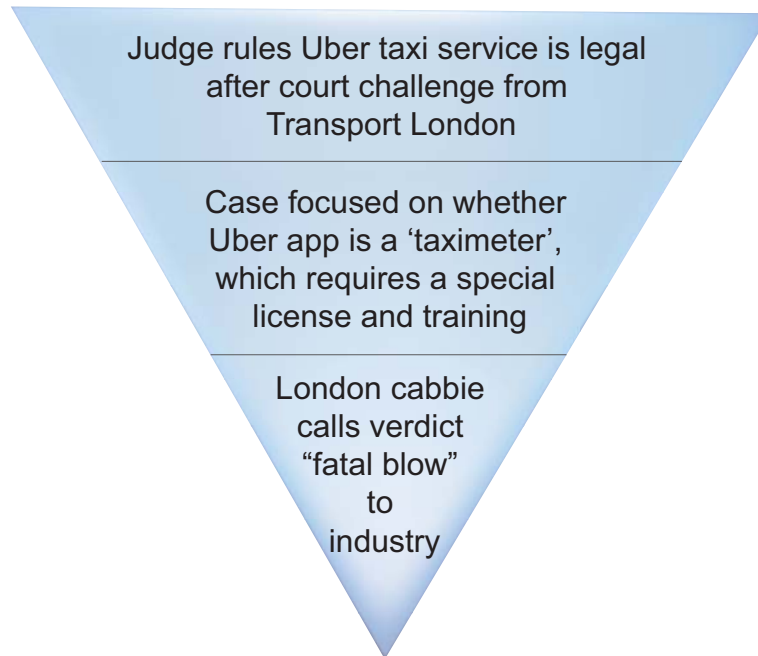 Judge rules Uber taxi service is legal
after court challenge from
Transport London
Case focused on whether
Uber app is a ‘taximeter’,
which requires a special
license and training
London cabbie
calls verdict
“fatal blow”
to
industry